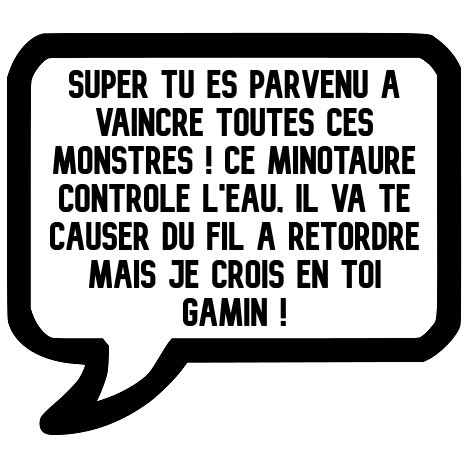 SUPER TU ES PARVENU A
VAINCRE TOUTES CES
MONSTRES ! CE MINOTAURE
CONTROLE L'EAU. IL VA TE
CAUSER DU FIL A RETORDRE
MAIS JE CROIS EN TOI
GAMIN !